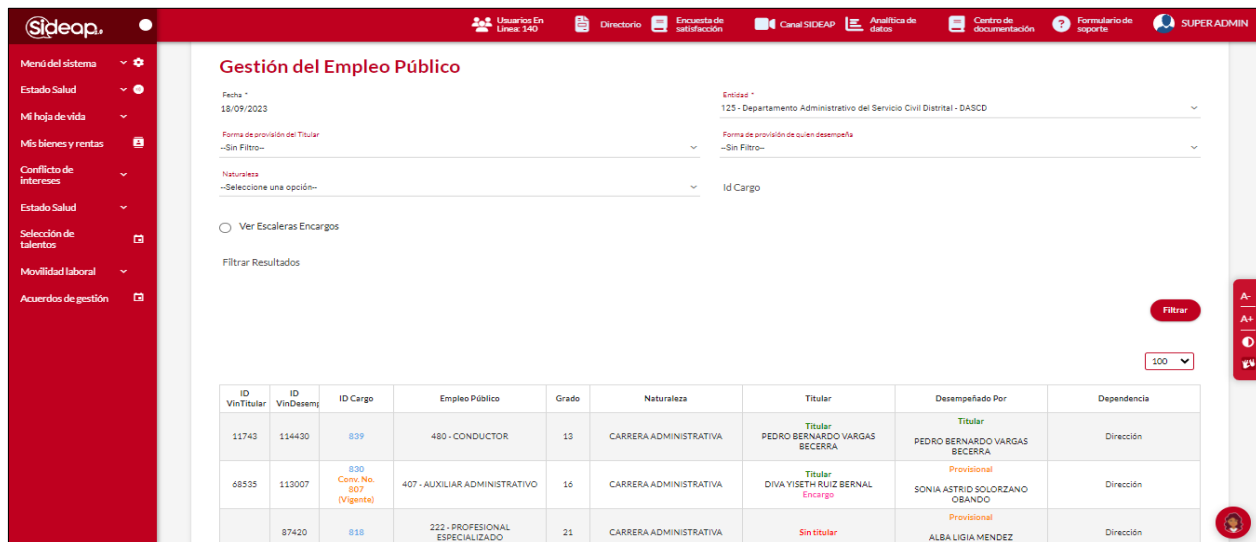 Sideap
Usuarios En
Linea: 140
Directorio
Encuesta de
satisfacción
Canal SIDEAP
Analítica de
datos
Centro de
documentación
Formulario de
soporte
SUPER ADMIN
Menú del sistema
Estado Salud
Mi hoja de vida
Mis bienes y rentas
Conflicto de
intereses
Estado Salud
Selección de
talentos
Movilidad laboral
Acuerdos de gestión
Gestión del Empleo Público
Fecha *
18/09/2023
Entidad *
125 - Departamento Administrativo del Servicio Civil Distrital - DASCD
Forma de provisión del Titular
--Sin Filtro--
Forma de provisión de quien desempeña
--Sin Filtro--
Naturaleza
--Seleccione una opción--
Id Cargo
Ver Escaleras Encargos
Filtrar Resultados
Filtrar
A-
A+
100
ID
VinTitular
ID
VinDesemp
ID Cargo
Empleo Público
Grado
Naturaleza
Titular
Desempeñado Por
Dependencia
11743
114430
839
480 - CONDUCTOR
13
CARRERA ADMINISTRATIVA
Titular
PEDRO BERNARDO VARGAS
BECERRA
Titular
PEDRO BERNARDO VARGAS
BECERRA
Dirección
68535
113007
830
Conv. No.
807
(Vigente)
407 - AUXILIAR ADMINISTRATIVO
16
CARRERA ADMINISTRATIVA
Titular
DIVA YISETH RUIZ BERNAL
Encargo
Provisional
SONIA ASTRID SOLORZANO
OBANDO
Dirección
87420
818
222 - PROFESIONAL
ESPECIALIZADO
21
CARRERA ADMINISTRATIVA
Sin titular
Provisional
ALBA LIGIA MENDEZ
Dirección